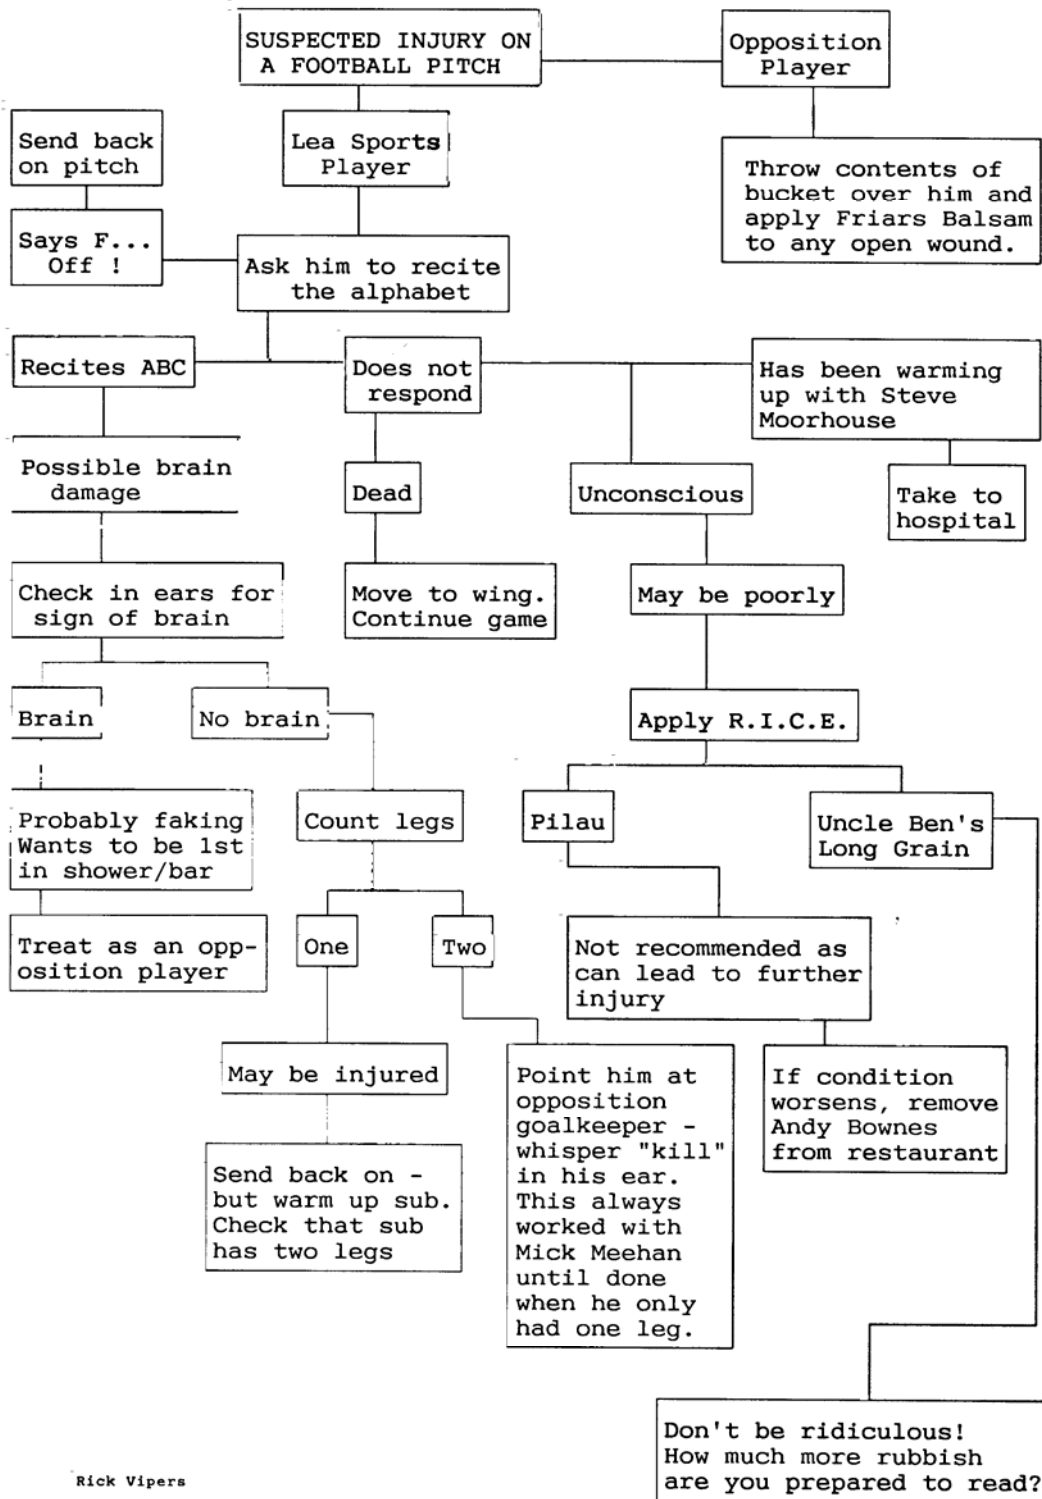 SUSPECTED INJURY ON
A FOOTBALL PITCH
Opposition
Player
Send back
on pitch
Lea Sports
Player
Throw contents of
bucket over him and
apply Friars Balsam
to any open wound.
Says F...
Off !
Ask him to recite
the alphabet
Recites ABC
Does not
respond
Has been warming
up with Steve
Moorhouse
Possible brain
damage
Dead
Unconscious
Take to
hospital
Check in ears for
sign of brain
Move to wing.
Continue game
May be poorly
Brain
No brain
Apply R.I.C.E.
Probably faking
Wants to be 1st
in shower/bar
Count legs
Pilau
Uncle Ben's
Long Grain
Treat as an opp-
osition player
One
Two
Not recommended as
can lead to further
injury
May be injured
Point him at
opposition
goalkeeper -
whisper "kill"
in his ear.
This always
worked with
Mick Meehan
until done
when he only
had one leg.
If condition
worsens, remove
Andy Bownes
from restaurant
Send back on -
but warm up sub.
Check that sub
has two legs
Don't be ridiculous!
How much more rubbish
are you prepared to read?
Rick Vipers